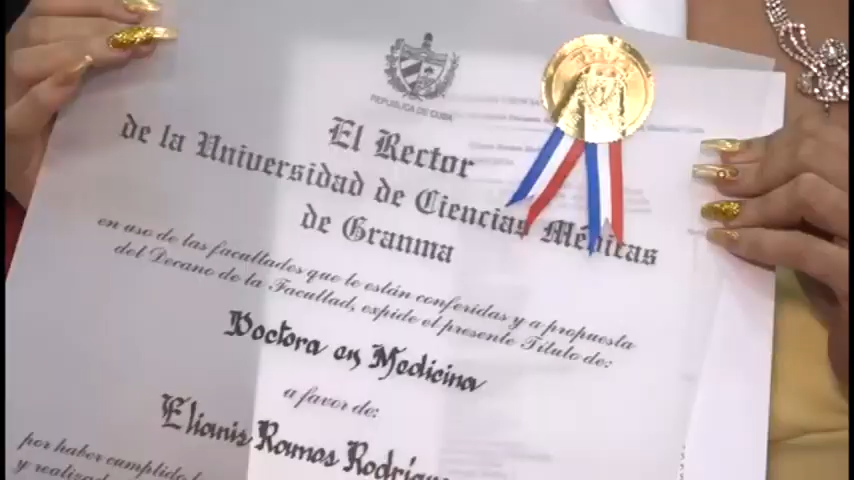 REPUBLICA DE CUBA
El Rector
de la Universidad de Ciencias Médicas
de Granma
en uso de las facultades que le están conferidas y a propuesta
del Decano de la Facultad, expide el presente Título de:
Doctora en Medicina
a favor de:
Elianis Ramos
por haber cumplido
y realizado